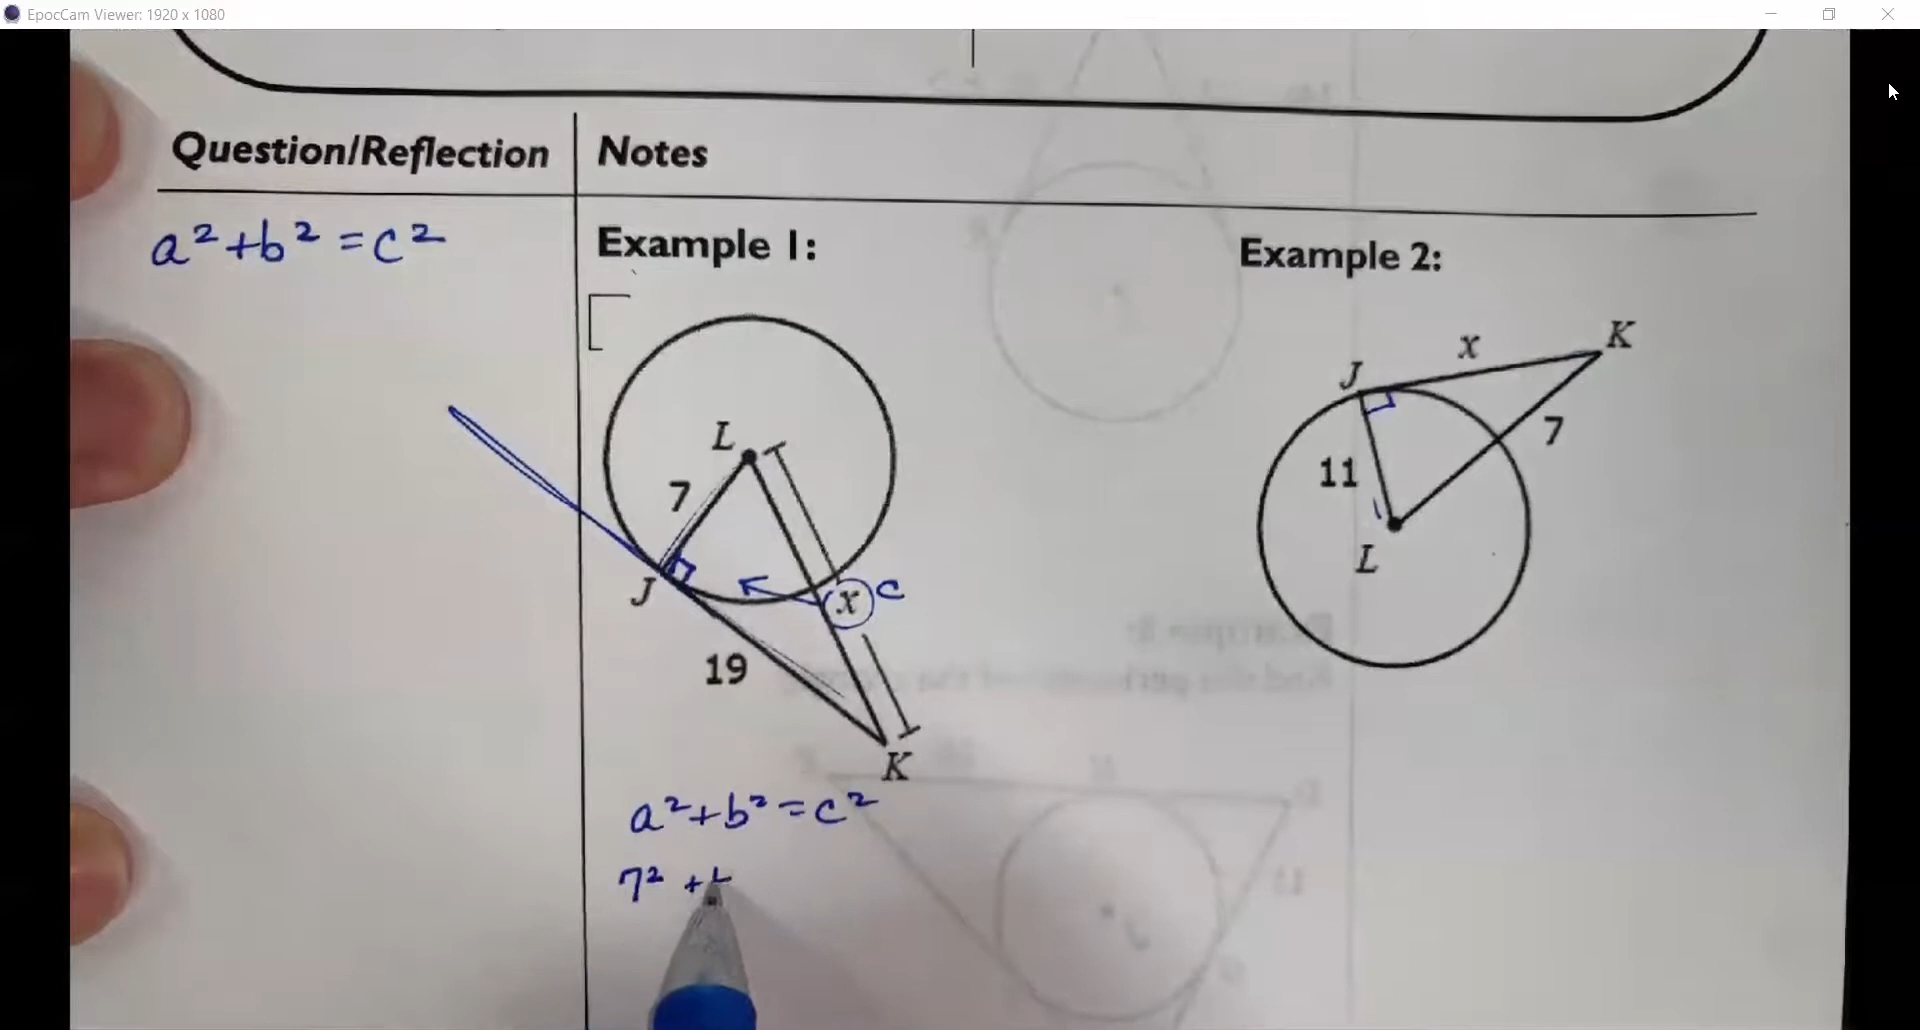 EpocCam Viewer: 1920 x 1080
Question/Reflection
Notes
a² + b² = c²
Example 1:
Example 2:
L
7
J
x
c
19
K
a² + b² = c²
7² +
J
x
K
11
7
L